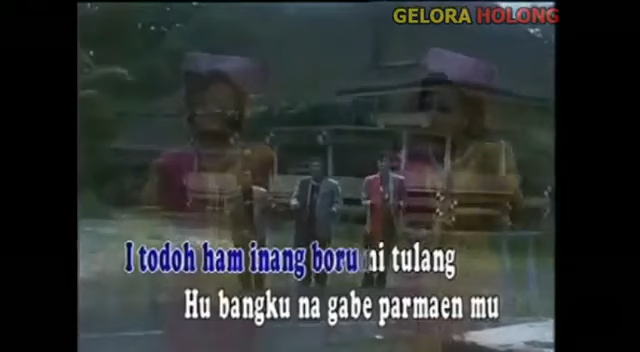 GELORA HOLONG
I todoh ham inang boru ni tulang
Hu bangku na gabe parmaen mu